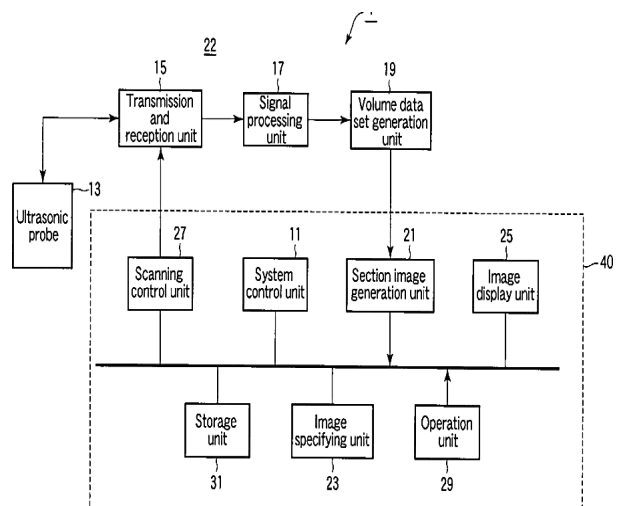 22
15
17
19
Transmission
and
reception unit
Signal
processing
unit
Volume data
set generation
unit
13
Ultrasonic
probe
27
11
21
25
40
Scanning
control unit
System
control unit
Section image
generation unit
Image
display unit
Storage
unit
Image
specifying unit
Operation
unit
31
23
29